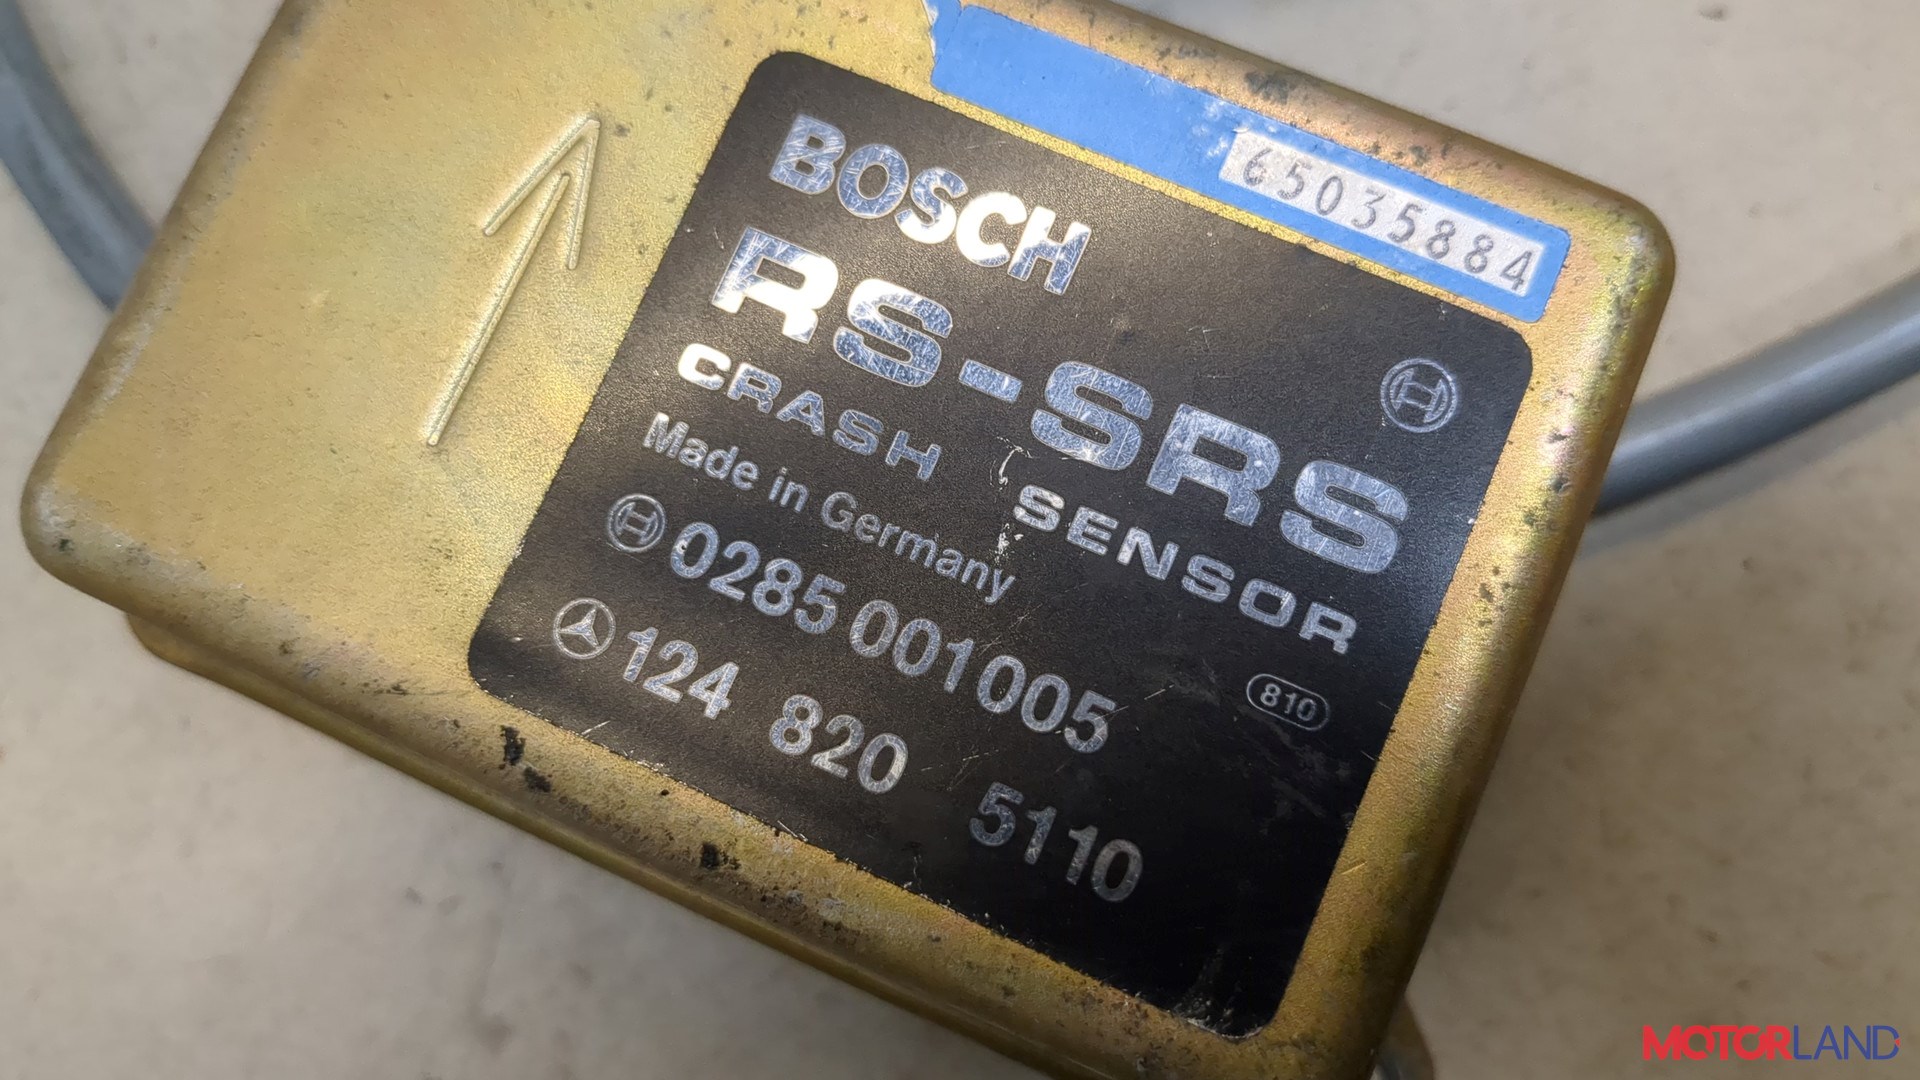 65035884
BOSCH
RS-SRS
CRASH SENSOR
Made in Germany
0285 001005
810
124 820 5110
MOTORLAND